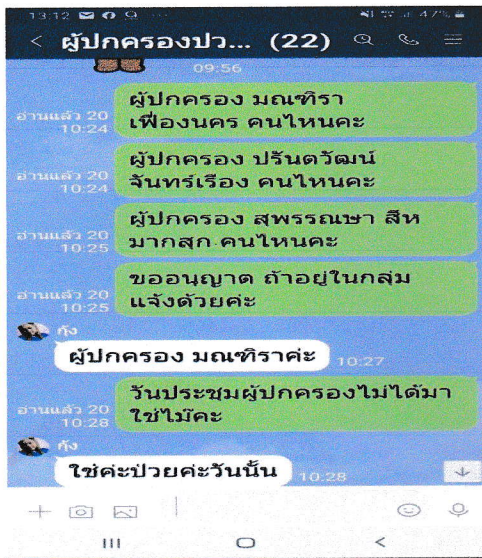 13:12
47%
ผู้ปกครองปว... (22)
09:56
ผู้ปกครอง มณฑิรา
เฟื่องนคร คนไหนคะ
อ่านแล้ว 20
10:24
ผู้ปกครอง ปรันตวัฒน์
จันทร์เรือง คนไหนคะ
อ่านแล้ว 20
10:24
ผู้ปกครอง สุพรรณษา สีห
มากสุก คนไหนคะ
อ่านแล้ว 20
10:25
ขออนุญาต ถ้าอยู่ในกลุ่ม
แจ้งด้วยค่ะ
อ่านแล้ว 20
10:25
กุ้ง
ผู้ปกครอง มณฑิราค่ะ
10:27
วันประชุมผู้ปกครองไม่ได้มา
ใช่ไม๊คะ
อ่านแล้ว 20
10:28
กุ้ง
ใช่ค่ะป่วยค่ะวันนั้น
10:28